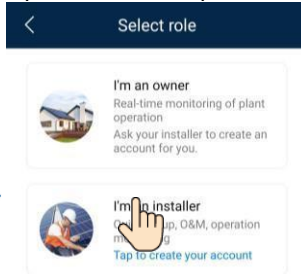 Select role
I'm an owner
Real-time monitoring of plant
operation
Ask your installer to create an
account for you.
I'm an installer
up, O&M, operation
Tap to create your account